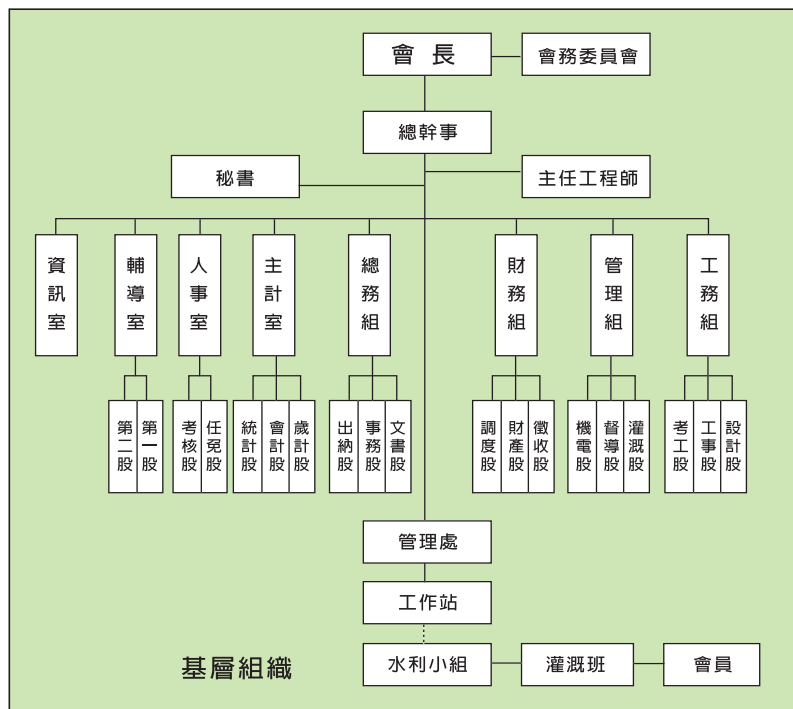 會長
會務委員會
總幹事
秘書
主任工程師
資訊室
輔導室
人事室
主計室
總務組
財務組
管理組
工務組
第二股
第一股
考核股
任免股
統計股
會計股
歲計股
出納股
事務股
文書股
調度股
財產股
徵收股
機電股
督導股
灌溉股
考工股
工事股
設計股
管理處
工作站
基層組織
水利小組
灌溉班
會員